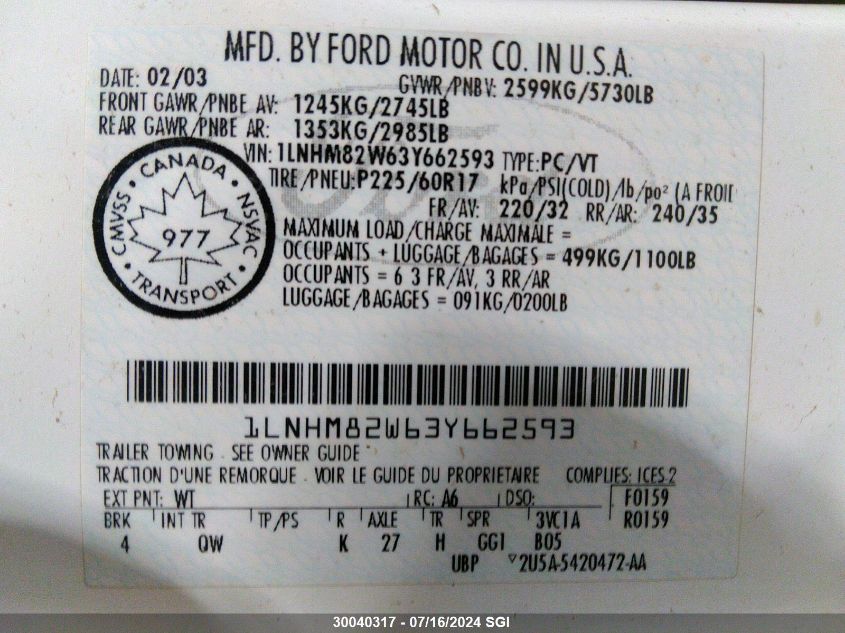 MFD. BY FORD MOTOR CO. IN U.S.A.
DATE: 02/03 GVWR/PNBV: 2599KG/5730LB
FRONT GAWR/PNBE AV: 1245KG/2745LB
REAR GAWR/PNBE AR: 1353KG/2985LB
VIN: 1LNHM82W63Y662593 TYPE: PC/VT
TIRE/PNEU: P225/60R17 kPa/PSI(COLD)/lb/po² (A FROID
FR/AV: 220/32 RR/AR: 240/35
MAXIMUM LOAD/CHARGE MAXIMALE =
OCCUPANTS + LUGGAGE/BAGAGES = 499KG/1100LB
OCCUPANTS = 6 3 FR/AV, 3 RR/AR
LUGGAGE/BAGAGES = 091KG/0200LB
CANADA
CMVSS • NSVAC
977
TRANSPORT
1LNHM82W63Y662593
TRAILER TOWING - SEE OWNER GUIDE
TRACTION D'UNE REMORQUE - VOIR LE GUIDE DU PROPRIETAIRE COMPLIES: ICES-2
EXT PNT: WT RC: A6 DSO: F0159
BRK INT TR TP/PS R AXLE TR SPR 3VC1A R0159
4 QW K 27 H GG1 B05
UBP 2U5A-5420472-AA
30040317 - 07/16/2024 SGI